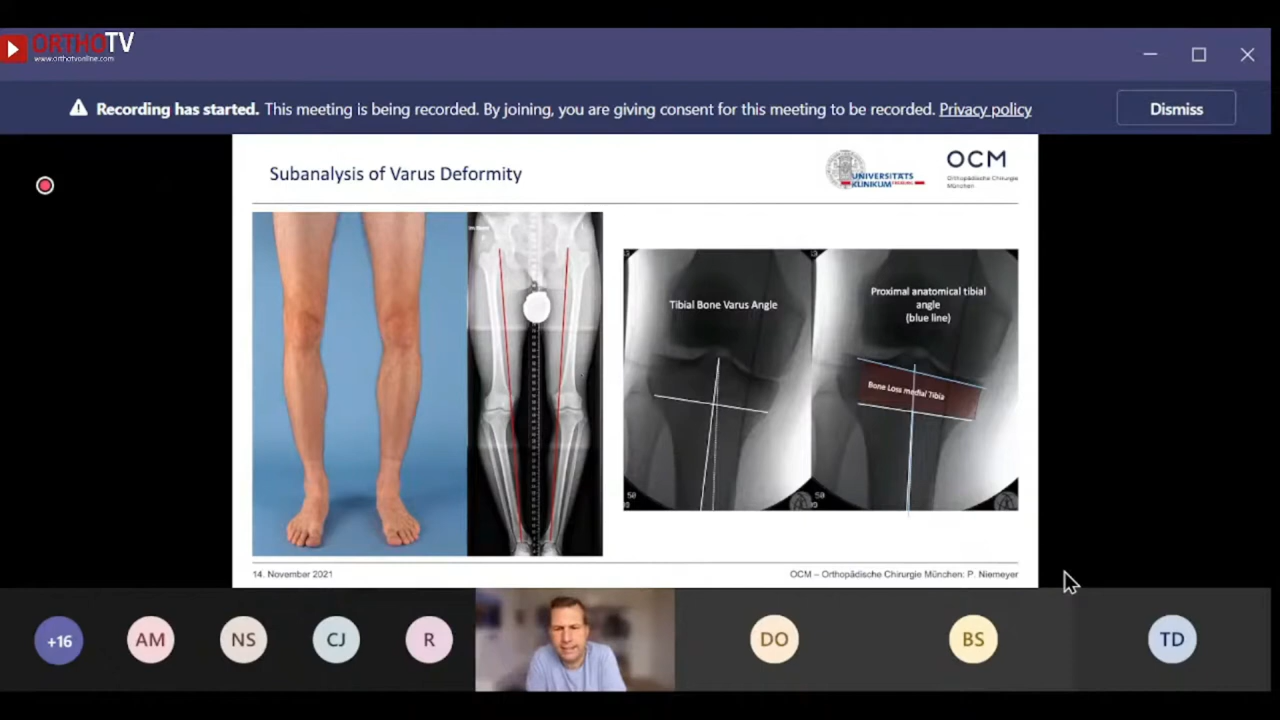 ORTHOTV
www.orthotvonline.com
Recording has started. This meeting is being recorded. By joining, you are giving consent for this meeting to be recorded. Privacy policy
Dismiss
Subanalysis of Varus Deformity
UNIVERSITÄTS
KLINIKUM FREIBURG
OCM
Orthopädische Chirurgie
München
Tibial Bone Varus Angle
Proximal anatomical tibial
angle
(blue line)
Bone Loss medial Tibia
50
50
14. November 2021
OCM – Orthopädische Chirurgie München: P. Niemeyer
+16
AM
NS
CJ
R
DO
BS
TD